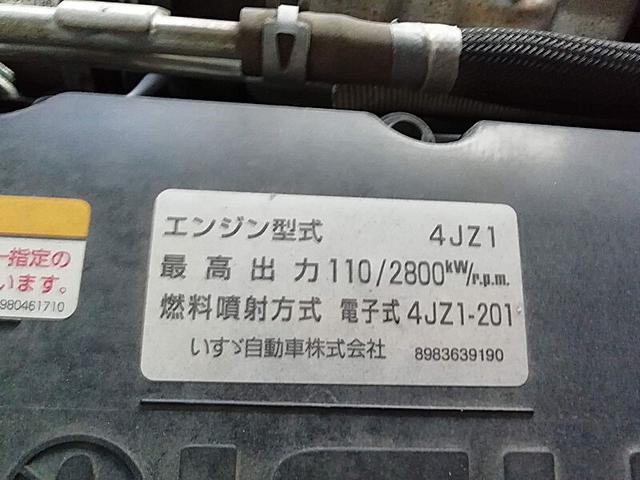 エンジン型式 4JZ1
最高出力 110/2800kW/r.p.m.
燃料噴射方式 電子式 4JZ1-201
いすゞ自動車株式会社 8983639190
指定の
います。
980461710